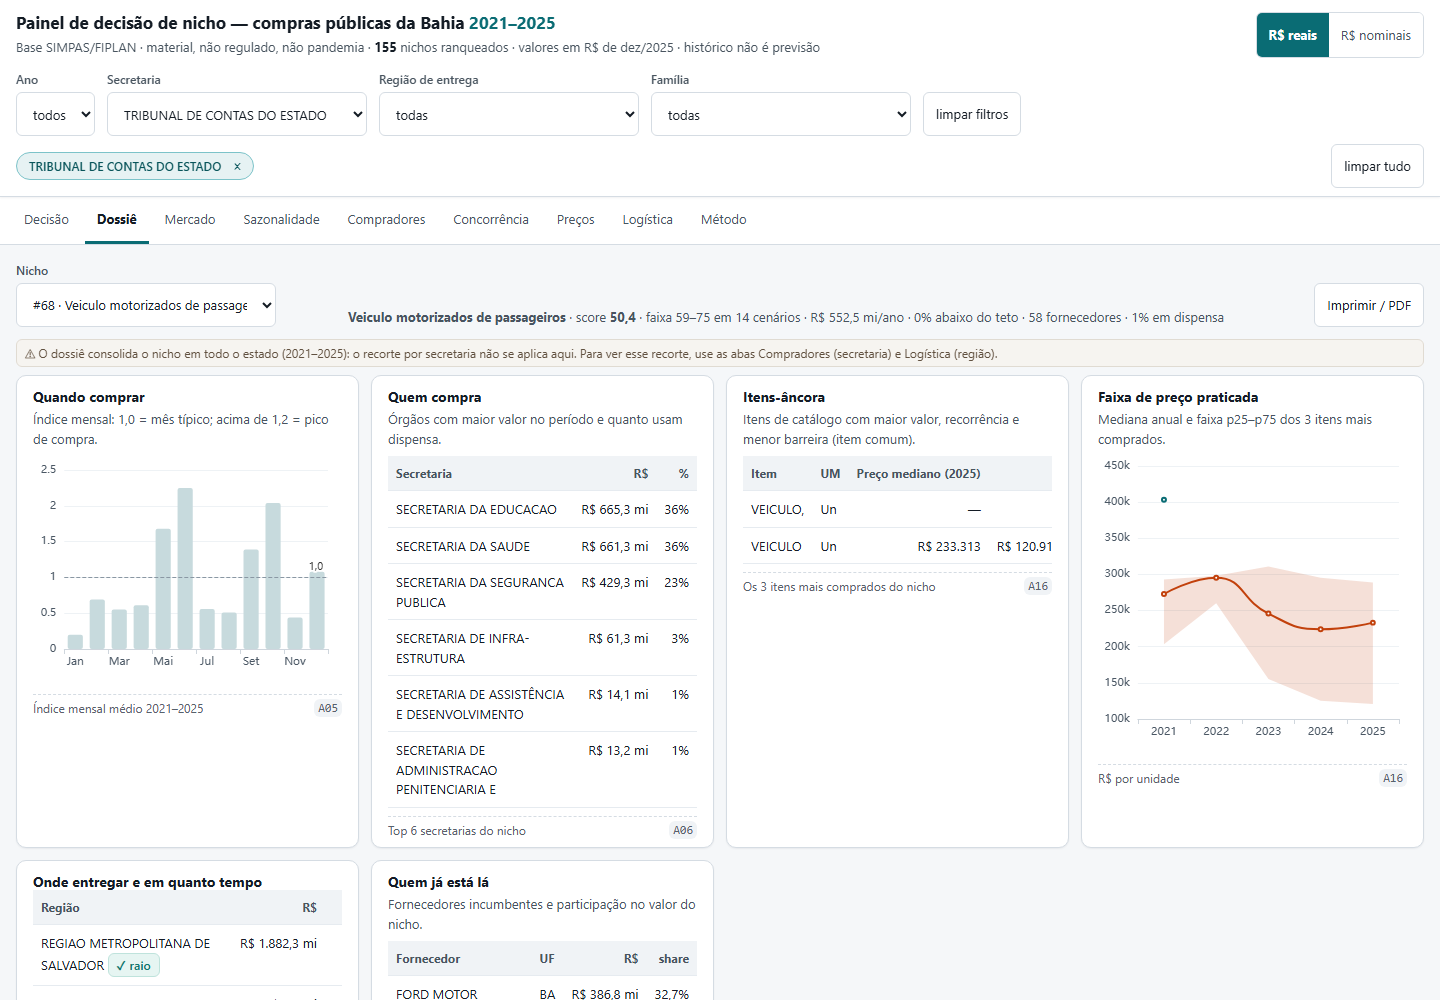 Painel de decisão de nicho — compras públicas da Bahia 2021–2025
Base SIMPAS/FIPLAN · material, não regulado, não pandemia · 155 nichos ranqueados · valores em R$ de dez/2025 · histórico não é previsão
R$ reais
R$ nominais
Ano
Secretaria
Região de entrega
Família
todos
TRIBUNAL DE CONTAS DO ESTADO
todas
todas
limpar filtros
TRIBUNAL DE CONTAS DO ESTADO ×
limpar tudo
Decisão
Dossiê
Mercado
Sazonalidade
Compradores
Concorrência
Preços
Logística
Método
Nicho
#68 · Veiculo motorizados de passage
Veiculo motorizados de passageiros · score 50,4 · faixa 59–75 em 14 cenários · R$ 552,5 mi/ano · 0% abaixo do teto · 58 fornecedores · 1% em dispensa
Imprimir / PDF
⚠ O dossiê consolida o nicho em todo o estado (2021–2025): o recorte por secretaria não se aplica aqui. Para ver esse recorte, use as abas Compradores (secretaria) e Logística (região).
Quando comprar
Índice mensal: 1,0 = mês típico; acima de 1,2 = pico
de compra.
2.5
2
1.5
1
0.5
0
1,0
Jan
Mar
Mai
Jul
Set
Nov
Índice mensal médio 2021–2025
A05
Quem compra
Órgãos com maior valor no período e quanto usam
dispensa.
Secretaria R$ %
SECRETARIA DA EDUCACAO R$ 665,3 mi 36%
SECRETARIA DA SAUDE R$ 661,3 mi 36%
SECRETARIA DA SEGURANCA R$ 429,3 mi 23%
PUBLICA
SECRETARIA DE INFRA- R$ 61,3 mi 3%
ESTRUTURA
SECRETARIA DE ASSISTÊNCIA R$ 14,1 mi 1%
E DESENVOLVIMENTO
SECRETARIA DE R$ 13,2 mi 1%
ADMINISTRACAO
PENITENCIARIA E
Top 6 secretarias do nicho
A06
Itens-âncora
Itens de catálogo com maior valor, recorrência e
menor barreira (item comum).
Item UM Preço mediano (2025)
VEICULO, Un —
VEICULO Un R$ 233.313 R$ 120.91
Os 3 itens mais comprados do nicho
A16
Faixa de preço praticada
Mediana anual e faixa p25–p75 dos 3 itens mais
comprados.
450k
400k
350k
300k
250k
200k
150k
100k
2021
2022
2023
2024
2025
R$ por unidade
A16
Onde entregar e em quanto tempo
Região R$
REGIAO METROPOLITANA DE R$ 1.882,3 mi
SALVADOR ✓ raio
Quem já está lá
Fornecedores incumbentes e participação no valor do
nicho.
Fornecedor UF R$ share
FORD MOTOR BA R$ 386,8 mi 32,7%